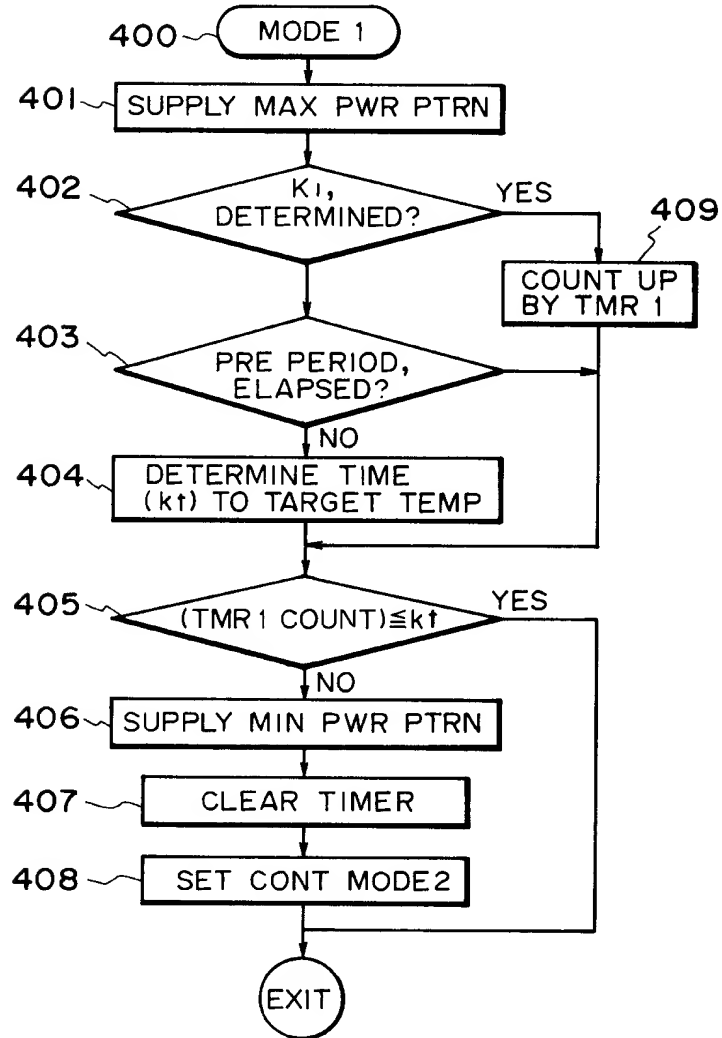 400
MODE 1
401
SUPPLY MAX PWR PTRN
402
K1,
DETERMINED?
YES
409
COUNT UP
BY TMR 1
403
PRE PERIOD,
ELAPSED?
NO
404
DETERMINE TIME
(kt) TO TARGET TEMP
405
(TMR 1 COUNT)≦kt
YES
NO
406
SUPPLY MIN PWR PTRN
407
CLEAR TIMER
408
SET CONT MODE2
EXIT